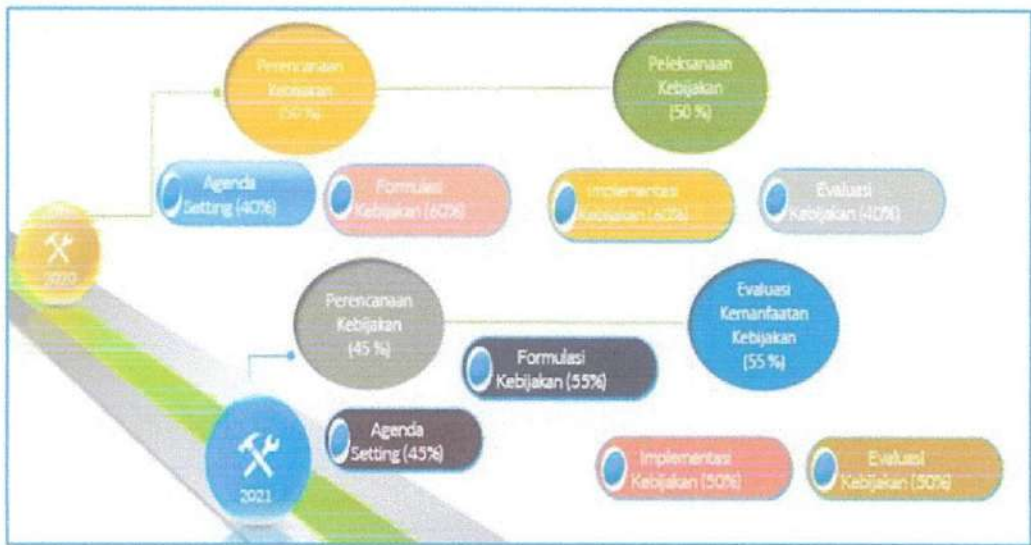 Perencanaan
Kebijakan
(50 %)
Peleksanaan
Kebijakan
(50 %)
Agenda
Setting (40%)
Formulasi
Kebijakan (60%)
Implementasi
Kebijakan (60%)
Evaluasi
Kebijakan (40%)
2020
Perencanaan
Kebijakan
(45 %)
Evaluasi
Kemanfaatan
Kebijakan
(55 %)
Formulasi
Kebijakan (55%)
Agenda
Setting (45%)
Implementasi
Kebijakan (50%)
Evaluasi
Kebijakan (50%)
2021